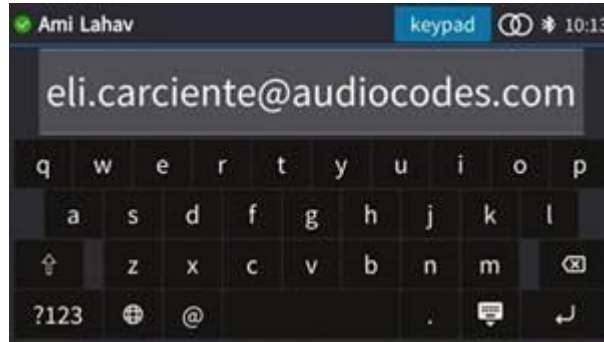 Ami Lahav keypad 10:13
eli.carciente@audiocodes.com
q w e r t y u i o p
a s d f g h j k l
z x c v b n m
?123 @ .